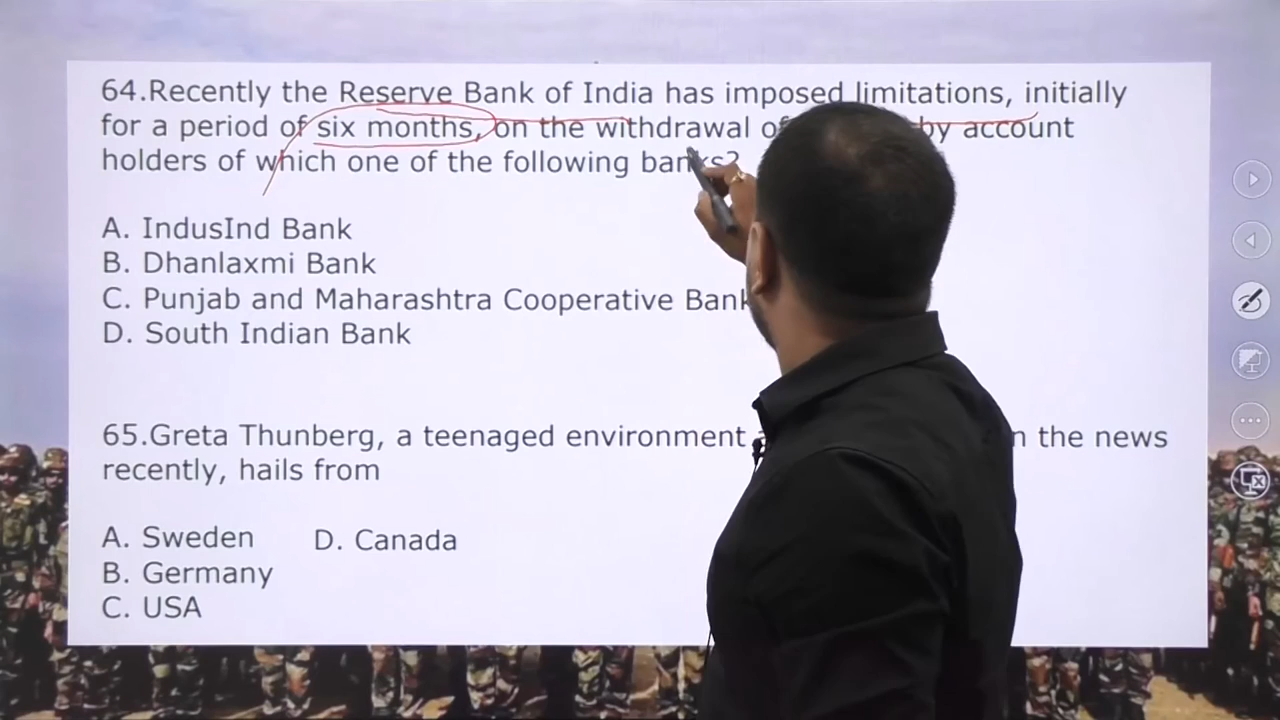 64.Recently the Reserve Bank of India has imposed limitations, initially
for a period of six months, on the withdrawal of by account
holders of which one of the following banks?
A. IndusInd Bank
B. Dhanlaxmi Bank
C. Punjab and Maharashtra Cooperative Bank
D. South Indian Bank
65.Greta Thunberg, a teenaged environment in the news
recently, hails from
A. Sweden D. Canada
B. Germany
C. USA